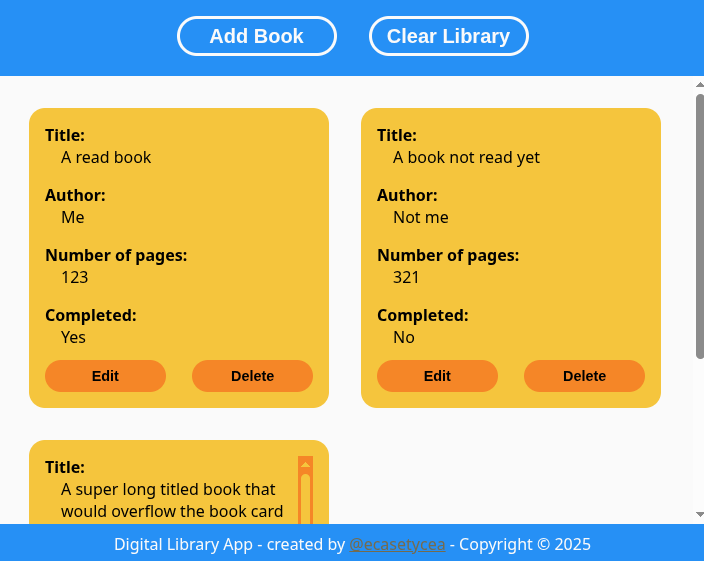 Add Book
Clear Library
Title:
A read book
Author:
Me
Number of pages:
123
Completed:
Yes
Edit
Delete
Title:
A book not read yet
Author:
Not me
Number of pages:
321
Completed:
No
Edit
Delete
Title:
A super long titled book that
would overflow the book card
Digital Library App - created by @ecasetycea - Copyright © 2025